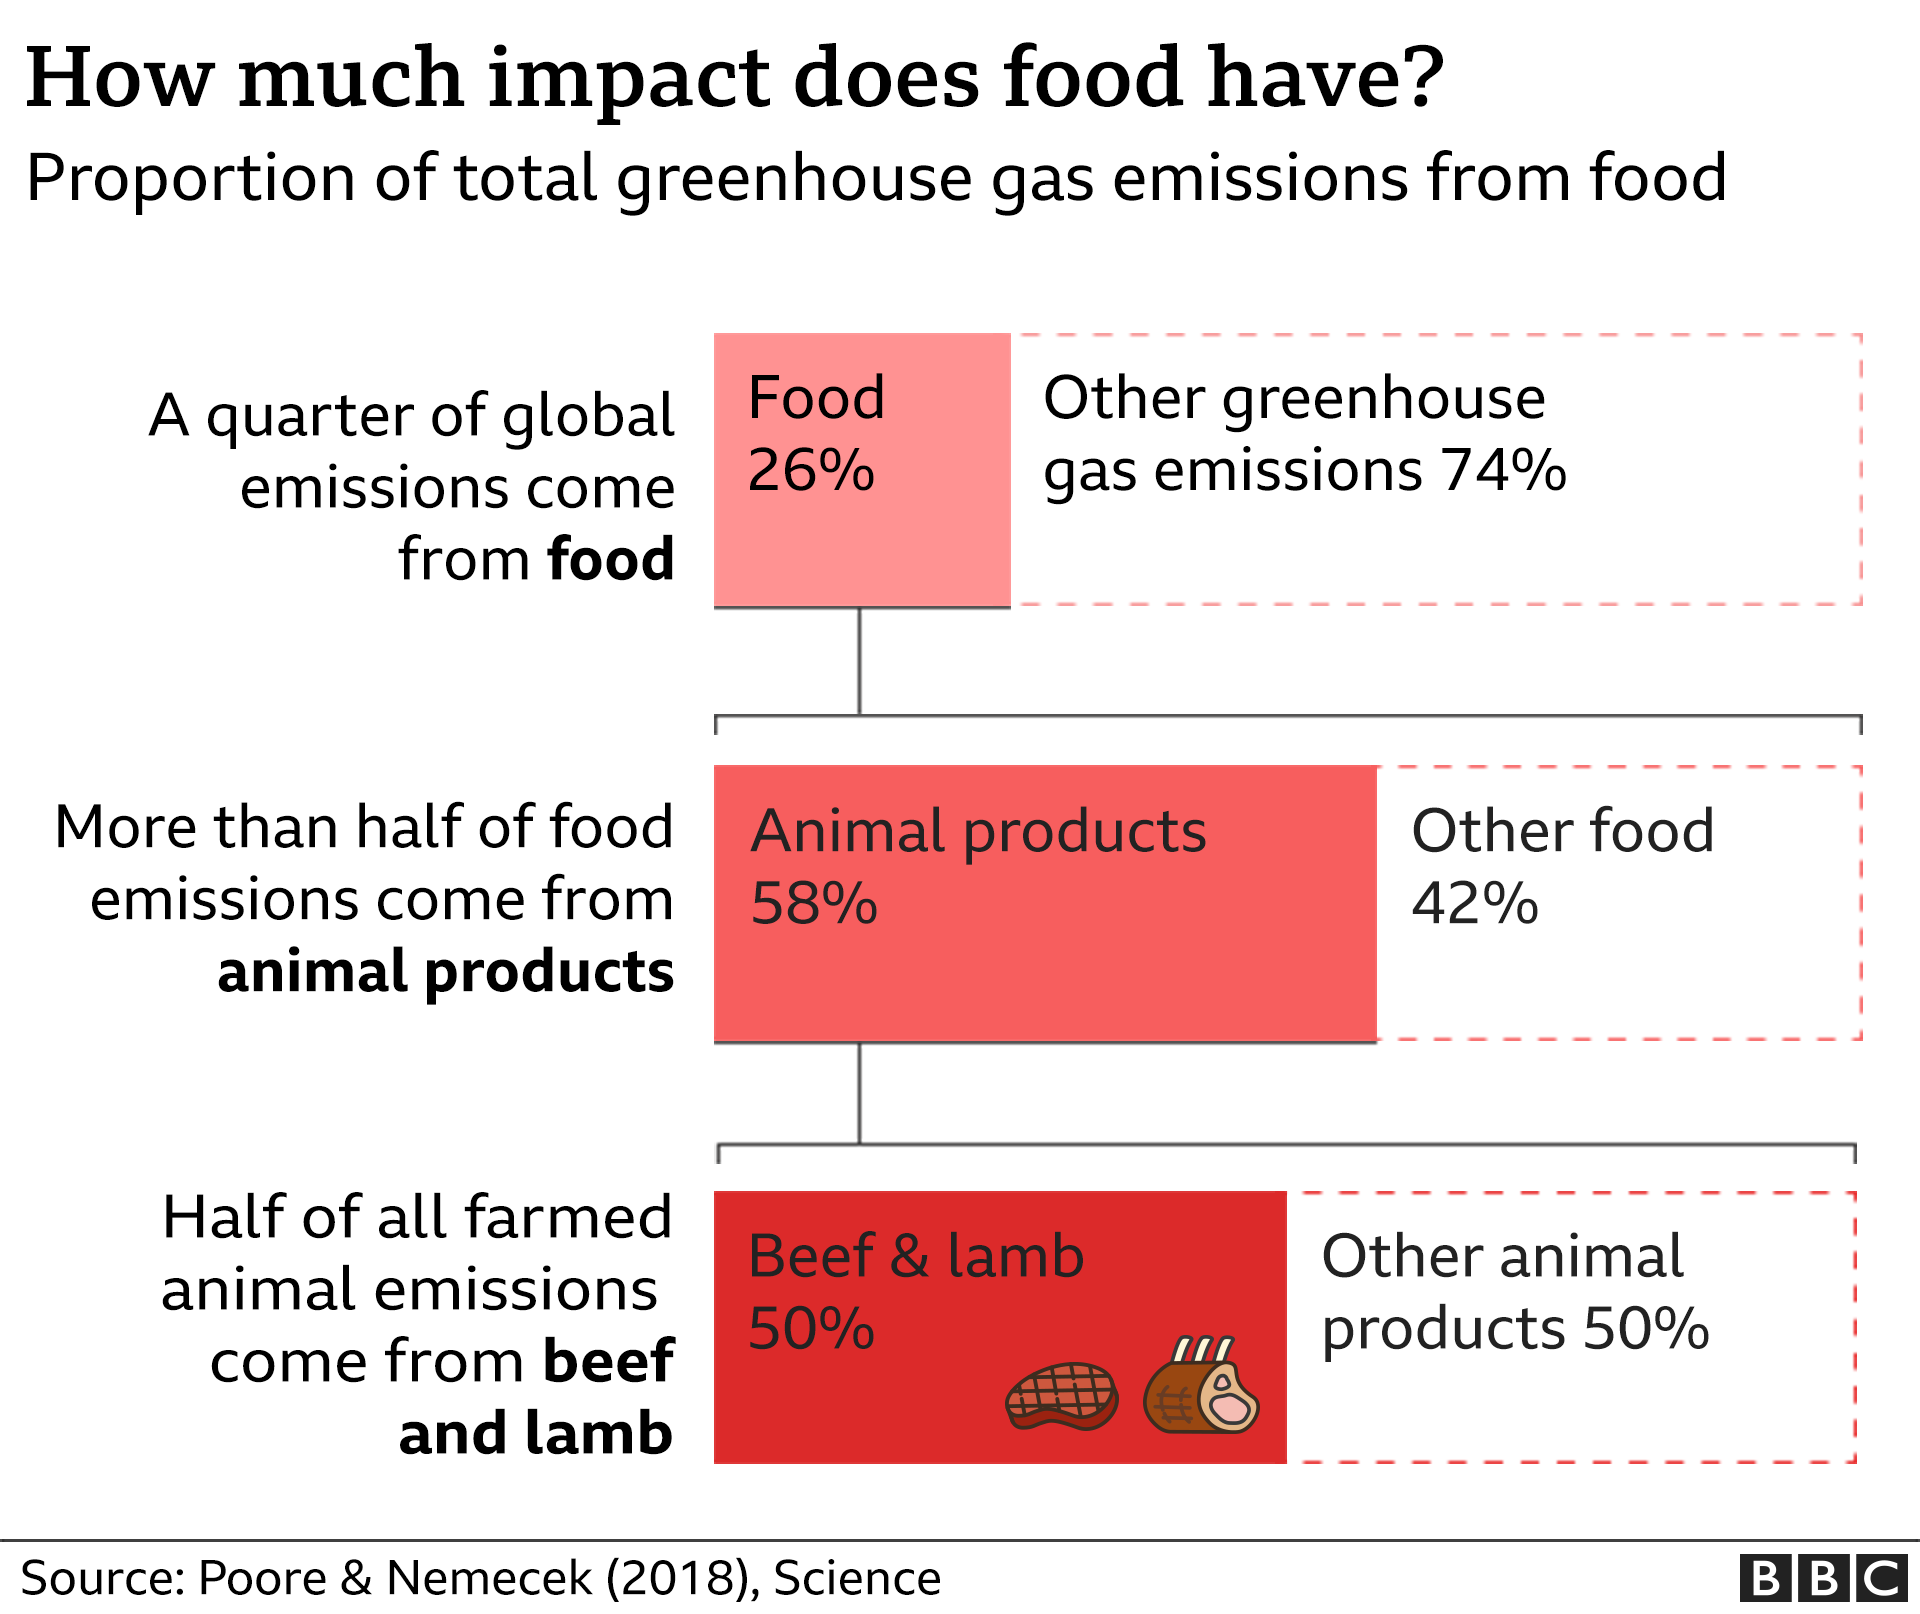 How much impact does food have?
Proportion of total greenhouse gas emissions from food
A quarter of global
emissions come
from food
Food
26%
Other greenhouse
gas emissions 74%
More than half of food
emissions come from
animal products
Animal products
58%
Other food
42%
Half of all farmed
animal emissions
come from beef
and lamb
Beef & lamb
50%
Other animal
products 50%
Source: Poore & Nemecek (2018), Science
BBC